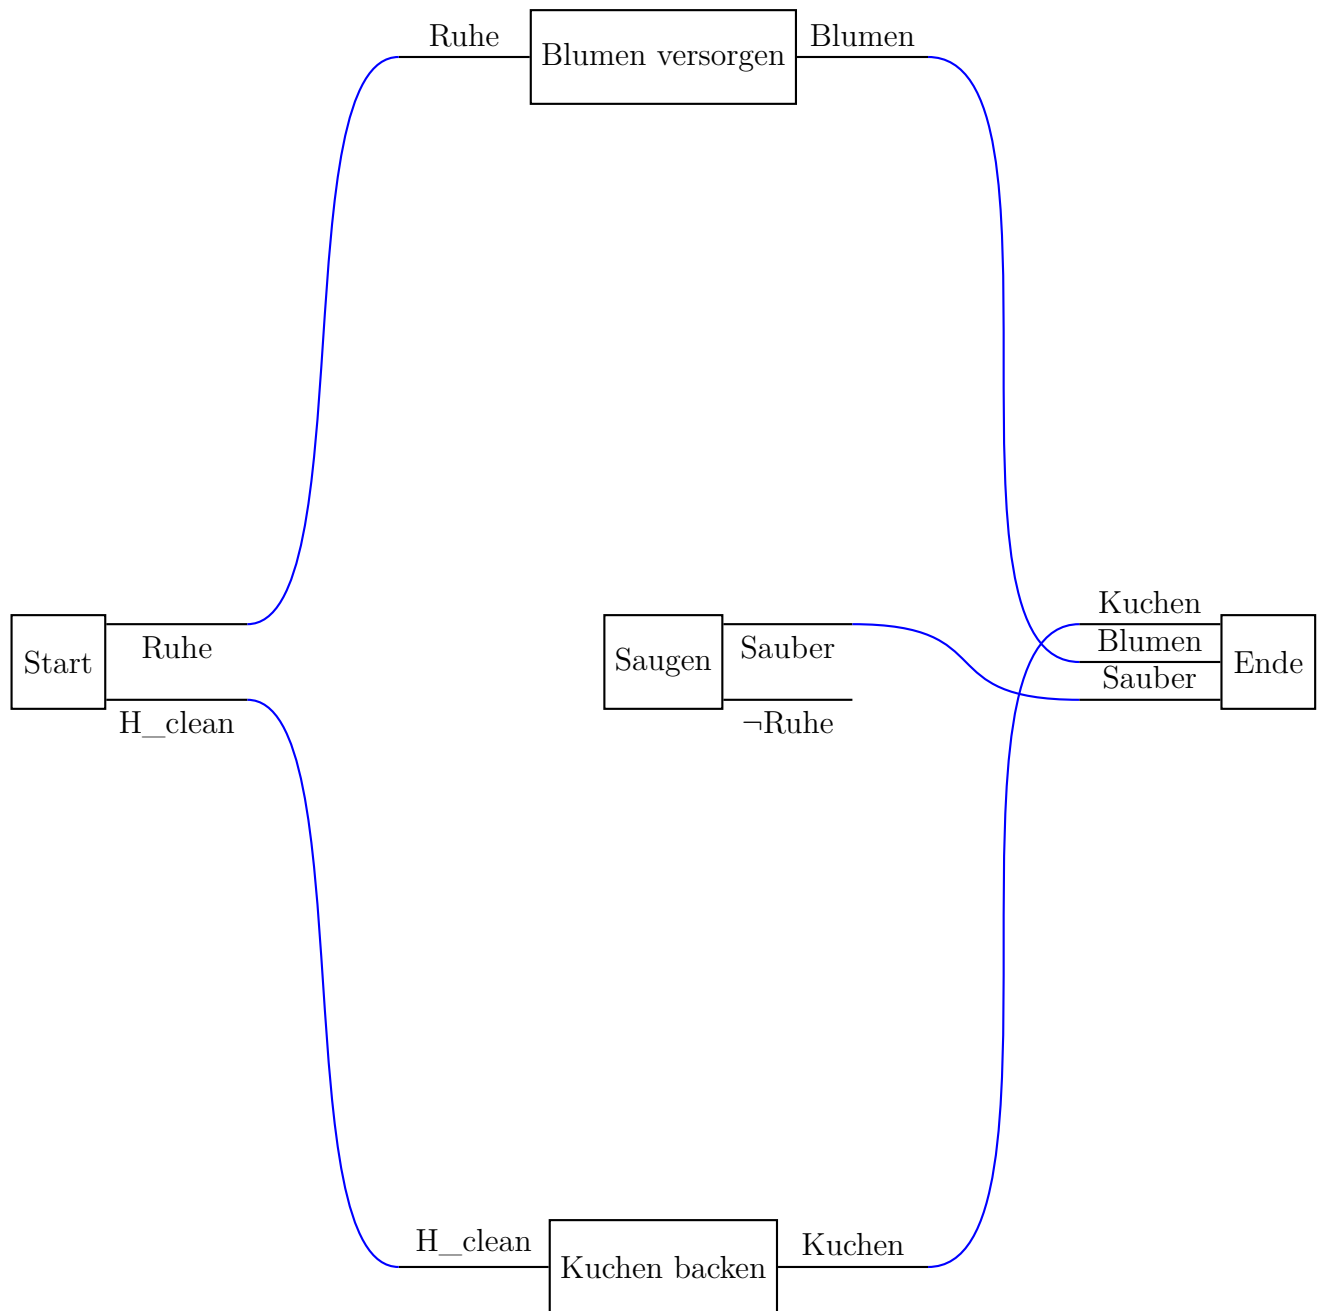 Ruhe
Blumen versorgen
Blumen
Start
Ruhe
H_clean
Saugen
Sauber
¬Ruhe
Kuchen
Blumen
Sauber
Ende
H_clean
Kuchen backen
Kuchen